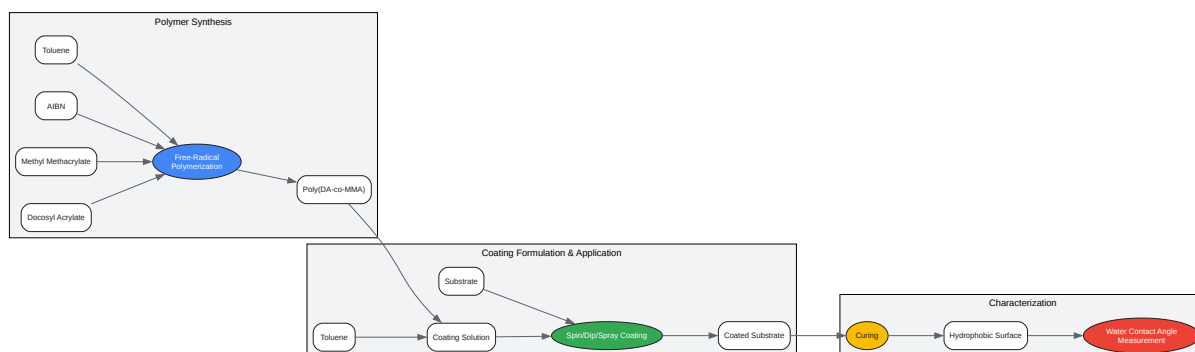 Polymer Synthesis
Toluene
AIBN
Methyl Methacrylate
Docosyl Acrylate
Free-Radical
Polymerization
Poly(DA-co-MMA)
Coating Formulation & Application
Substrate
Toluene
Coating Solution
Spin/Dip/Spray Coating
Coated Substrate
Characterization
Curing
Hydrophobic Surface
Water Contact Angle
Measurement